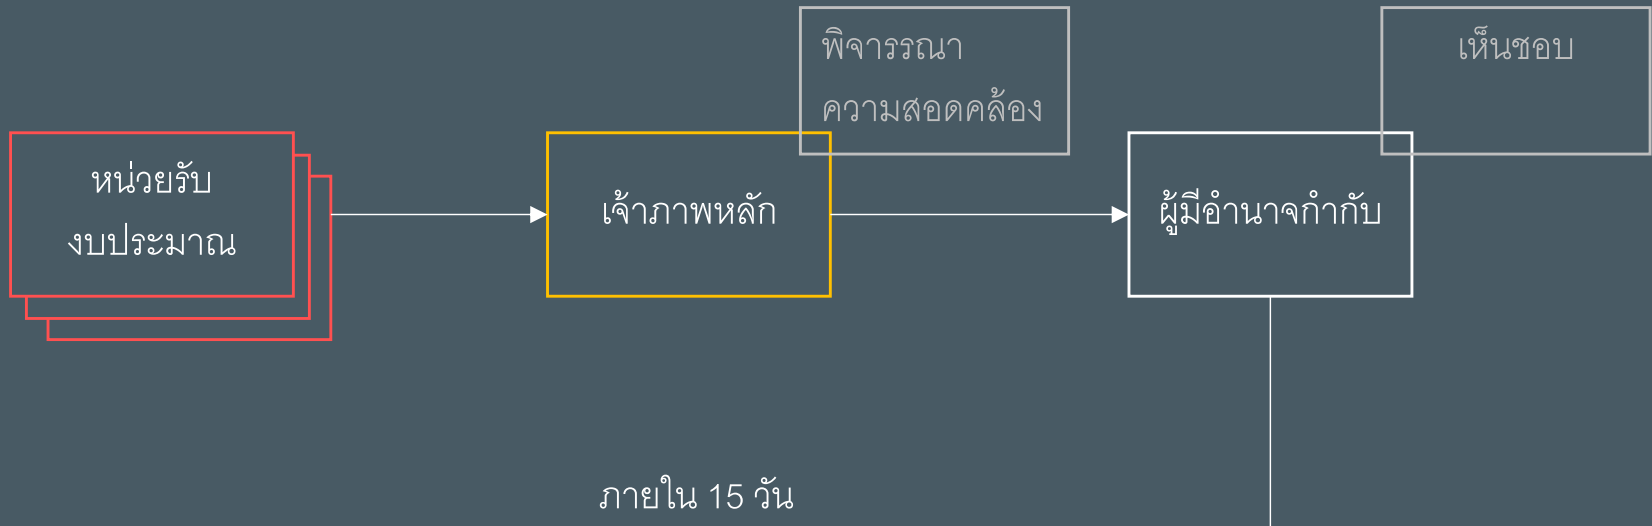 หน่วยรับ
งบประมาณ
เจ้าภาพหลัก
พิจารรณา
ความสอดคล้อง
ผู้มีอำนาจกำกับ
เห็นชอบ
ภายใน 15 วัน